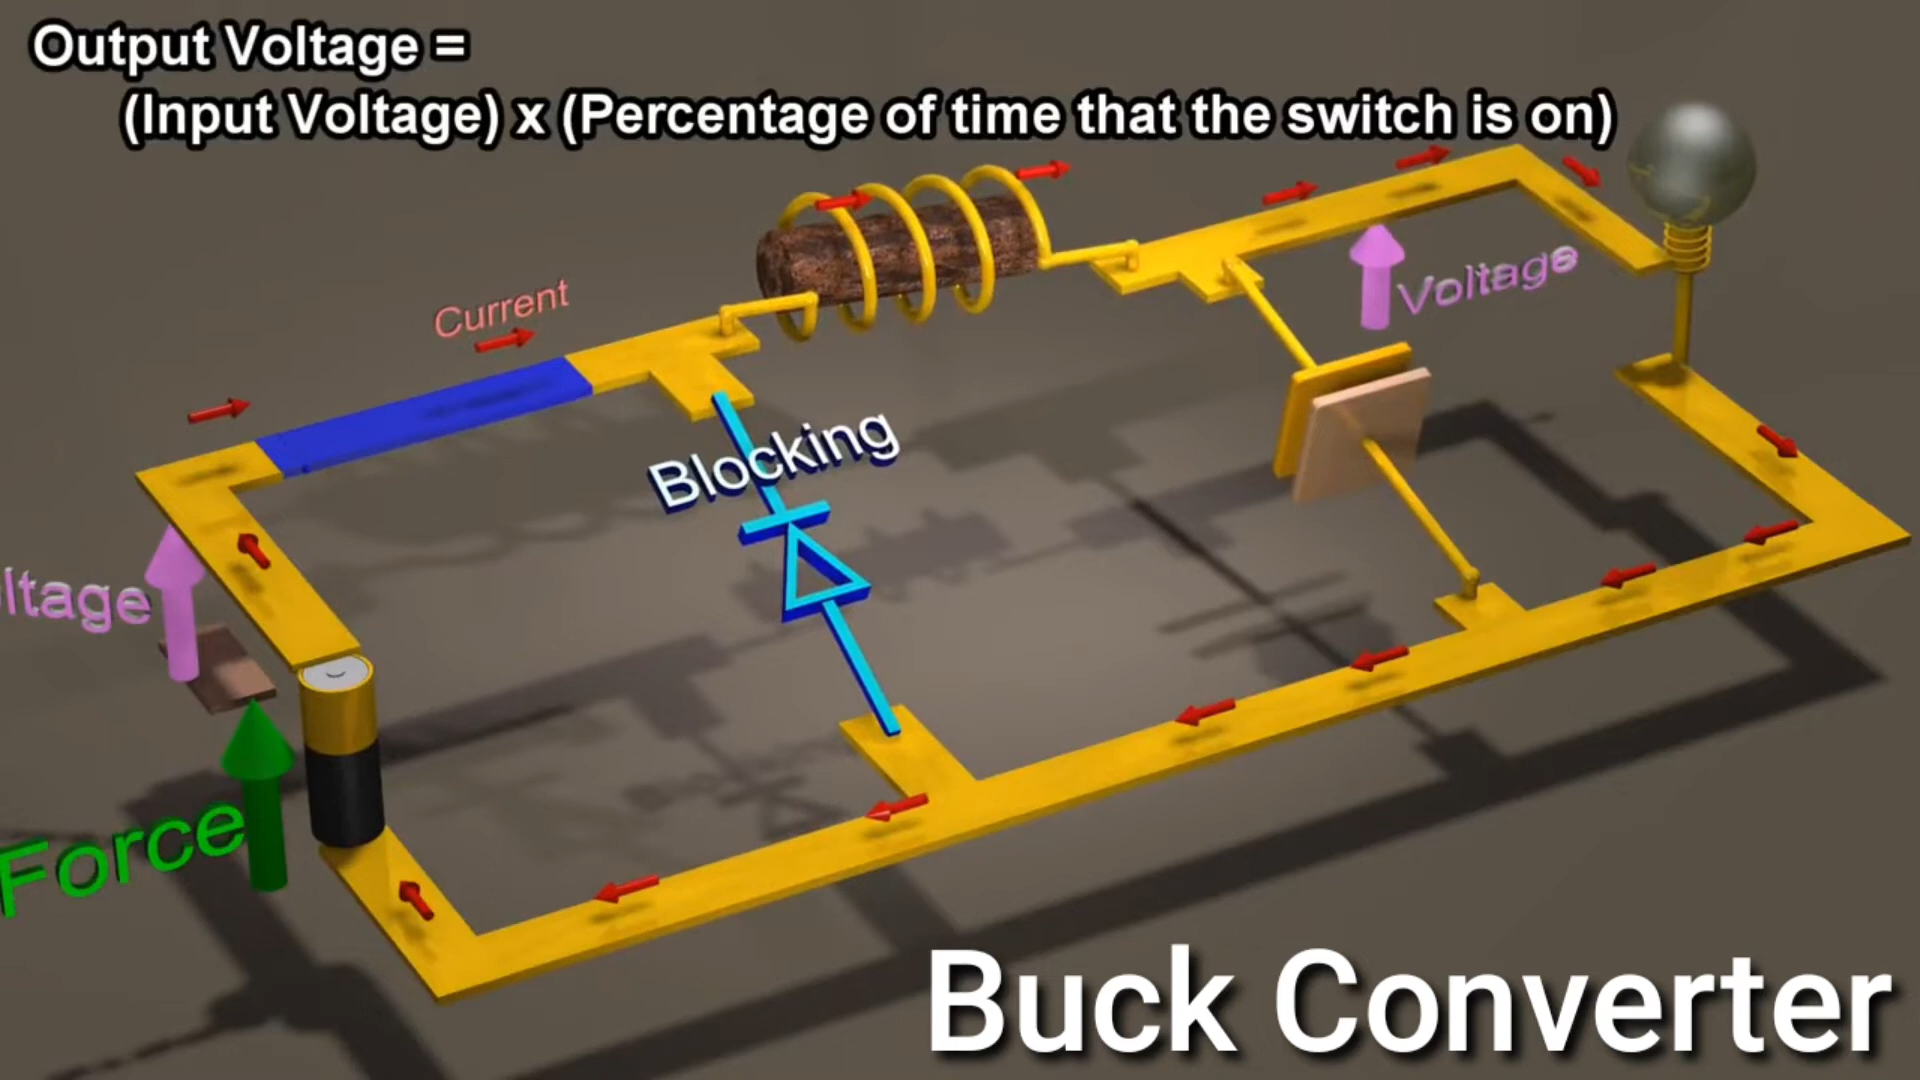 Output Voltage =
(Input Voltage) x (Percentage of time that the switch is on)
Current
Voltage
Blocking
ltage
Force
Buck Converter